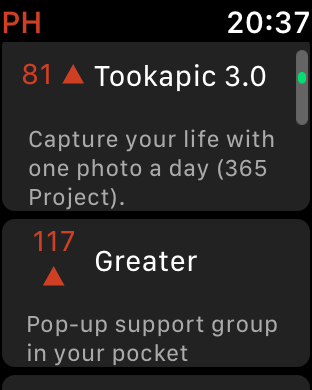 PH 20:37
81 ▲ Tookapic 3.0
Capture your life with
one photo a day (365
Project).
117
▲ Greater
Pop-up support group
in your pocket